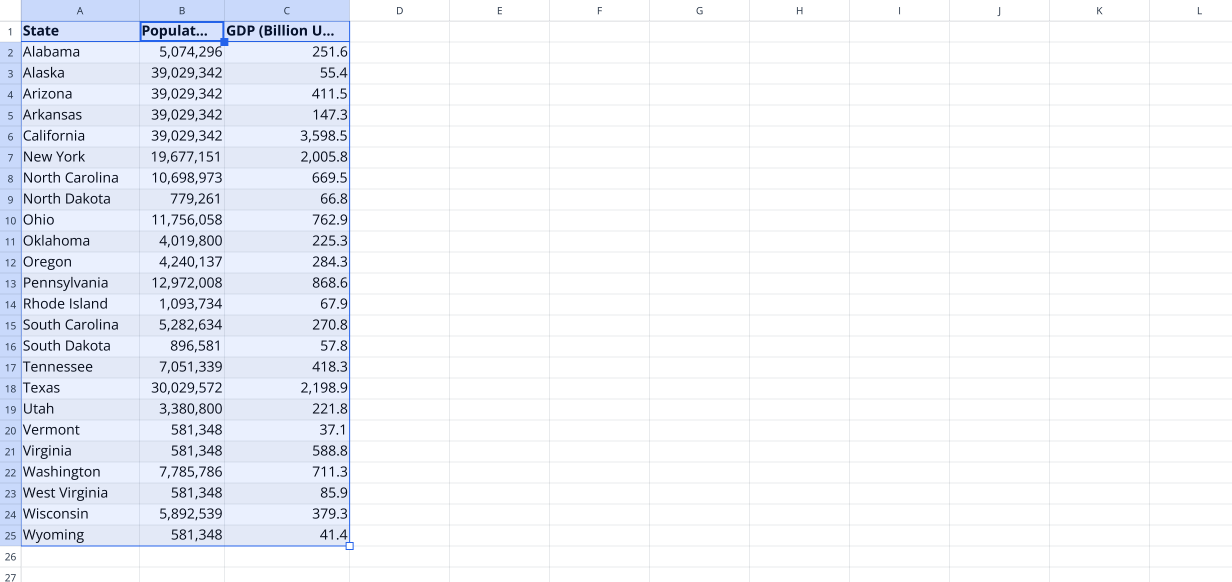 A B C D E F G H I J K L
1 State Populat... GDP (Billion U...
2 Alabama 5,074,296 251.6
3 Alaska 39,029,342 55.4
4 Arizona 39,029,342 411.5
5 Arkansas 39,029,342 147.3
6 California 39,029,342 3,598.5
7 New York 19,677,151 2,005.8
8 North Carolina 10,698,973 669.5
9 North Dakota 779,261 66.8
10 Ohio 11,756,058 762.9
11 Oklahoma 4,019,800 225.3
12 Oregon 4,240,137 284.3
13 Pennsylvania 12,972,008 868.6
14 Rhode Island 1,093,734 67.9
15 South Carolina 5,282,634 270.8
16 South Dakota 896,581 57.8
17 Tennessee 7,051,339 418.3
18 Texas 30,029,572 2,198.9
19 Utah 3,380,800 221.8
20 Vermont 581,348 37.1
21 Virginia 581,348 588.8
22 Washington 7,785,786 711.3
23 West Virginia 581,348 85.9
24 Wisconsin 5,892,539 379.3
25 Wyoming 581,348 41.4
26
27